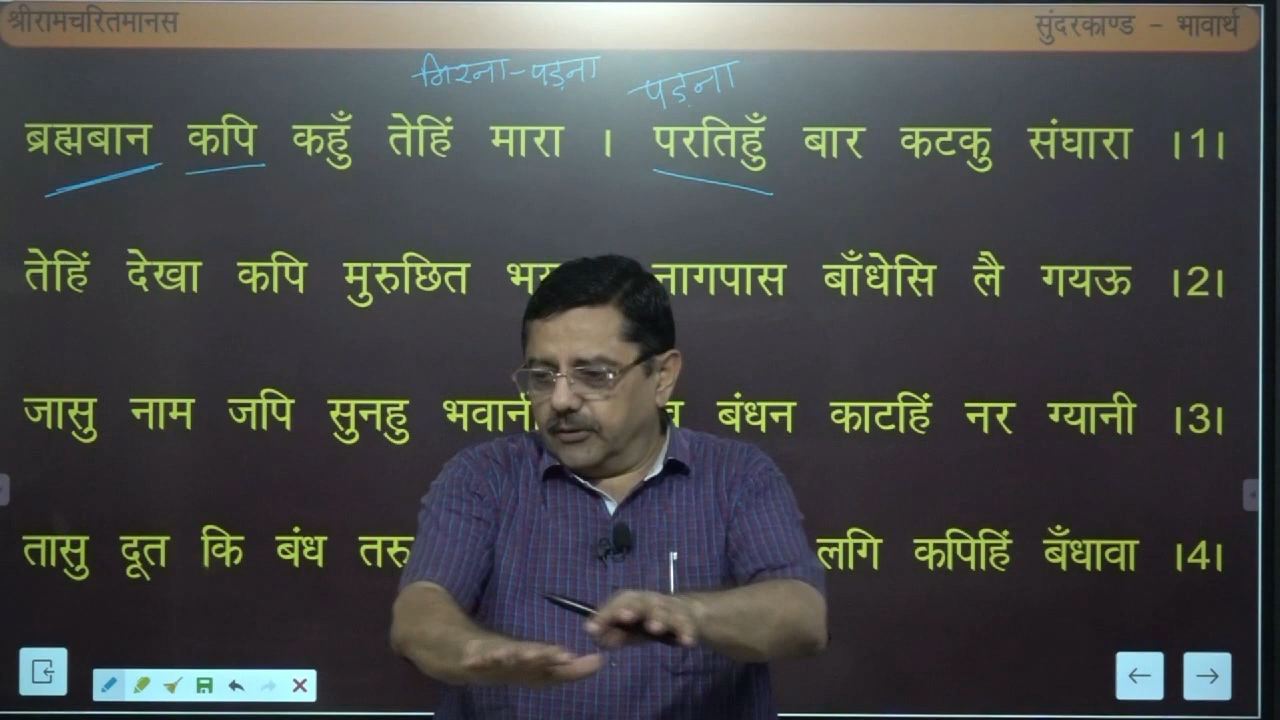 श्रीरामचरितमानस सुंदरकाण्ड - भावार्थ
गिरना-पड़ना पड़ना
ब्रह्मबान कपि कहुँ तेहिं मारा । परतिहुँ बार कटकु संघारा ।1।
तेहिं देखा कपि मुरुछित नागपास बाँधेसि लै गयऊ ।2।
जासु नाम जपि सुनहु बंधन काटहिं नर ग्यानी ।3।
तासु दूत कि बंध तरु लगि कपिहिं बँधावा ।4।